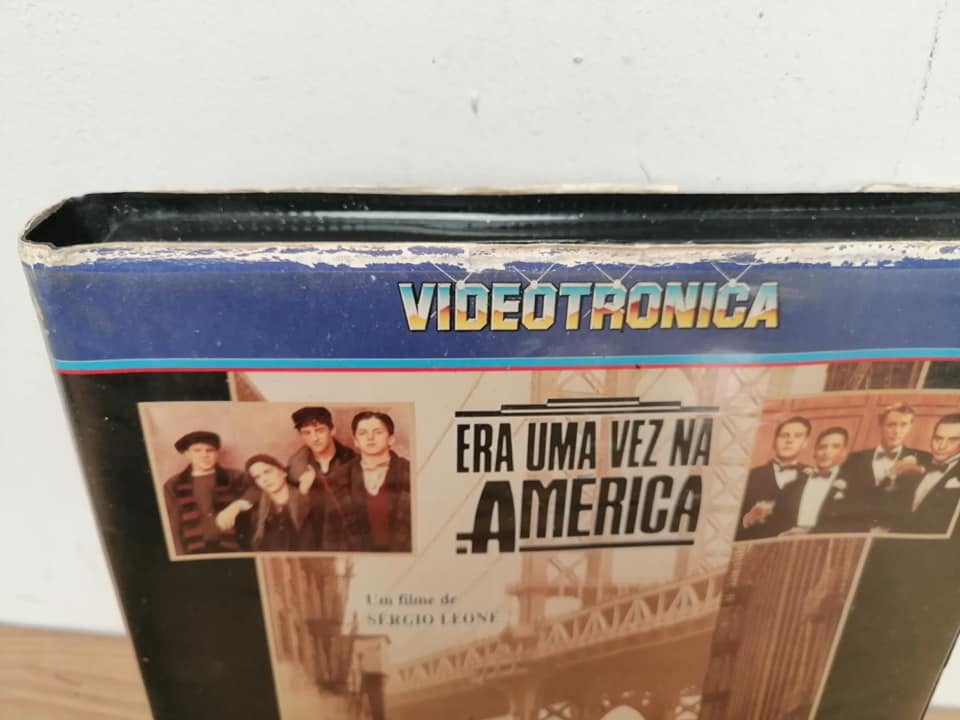 VIDEOTRONICA
ERA UMA VEZ NA
AMERICA
Um filme de
SÉRGIO LEONE